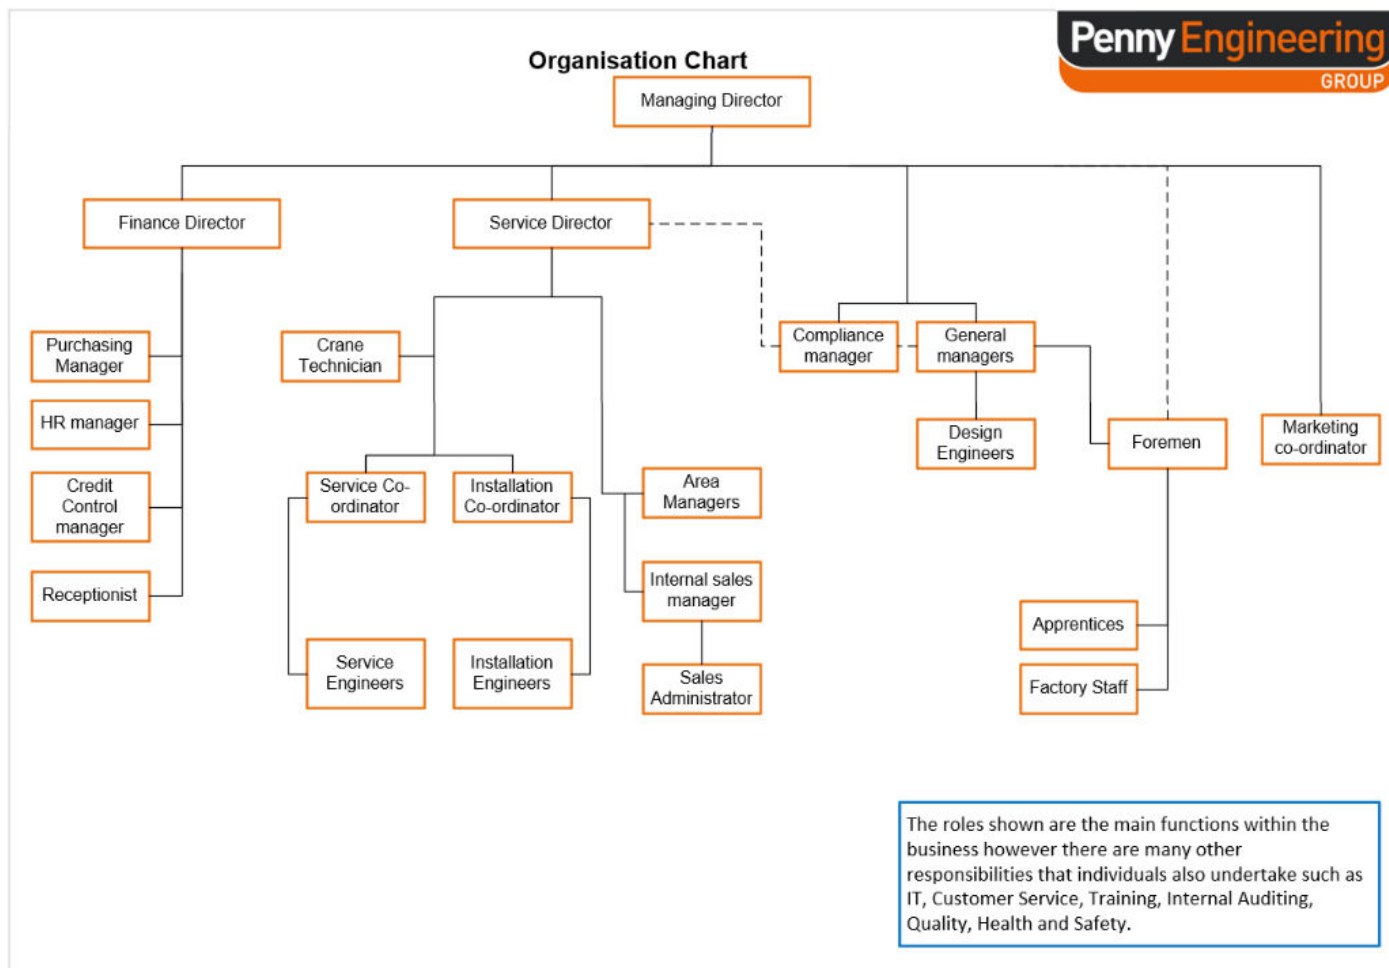 Penny Engineering
GROUP
Organisation Chart
Managing Director
Finance Director
Service Director
Purchasing
Manager
Crane
Technician
Compliance
manager
General
managers
HR manager
Design
Engineers
Foremen
Marketing
co-ordinator
Credit
Control
manager
Service Co-
ordinator
Installation
Co-ordinator
Area
Managers
Receptionist
Internal sales
manager
Apprentices
Service
Engineers
Installation
Engineers
Sales
Administrator
Factory Staff
The roles shown are the main functions within the
business however there are many other
responsibilities that individuals also undertake such as
IT, Customer Service, Training, Internal Auditing,
Quality, Health and Safety.